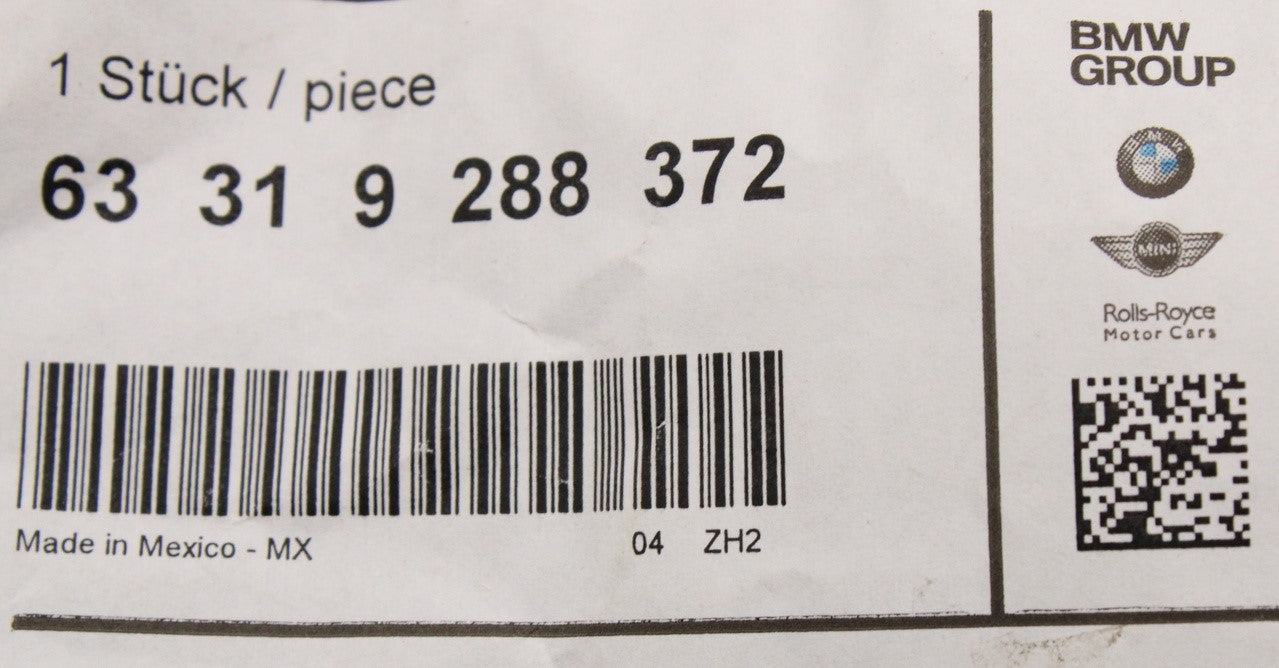 1 Stück / piece
63 31 9 288 372
Made in Mexico - MX
04 ZH2
BMW
GROUP
BMW
MINI
Rolls-Royce
Motor Cars